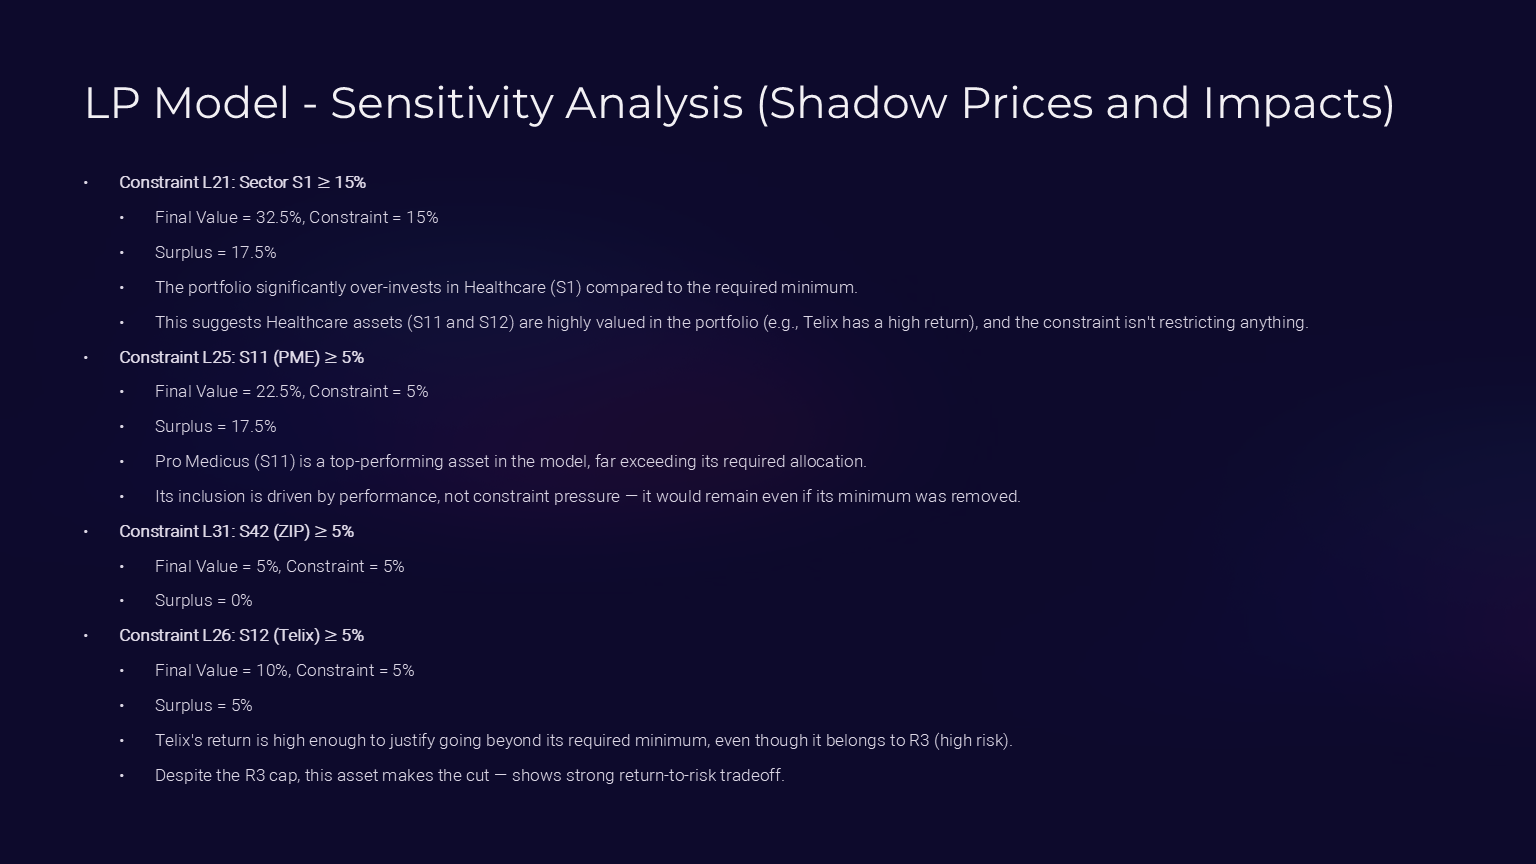 LP Model - Sensitivity Analysis (Shadow Prices and Impacts)
• Constraint L21: Sector S1 ≥ 15%
• Final Value = 32.5%, Constraint = 15%
• Surplus = 17.5%
• The portfolio significantly over-invests in Healthcare (S1) compared to the required minimum.
• This suggests Healthcare assets (S11 and S12) are highly valued in the portfolio (e.g., Telix has a high return), and the constraint isn't restricting anything.
• Constraint L25: S11 (PME) ≥ 5%
• Final Value = 22.5%, Constraint = 5%
• Surplus = 17.5%
• Pro Medicus (S11) is a top-performing asset in the model, far exceeding its required allocation.
• Its inclusion is driven by performance, not constraint pressure — it would remain even if its minimum was removed.
• Constraint L31: S42 (ZIP) ≥ 5%
• Final Value = 5%, Constraint = 5%
• Surplus = 0%
• Constraint L26: S12 (Telix) ≥ 5%
• Final Value = 10%, Constraint = 5%
• Surplus = 5%
• Telix's return is high enough to justify going beyond its required minimum, even though it belongs to R3 (high risk).
• Despite the R3 cap, this asset makes the cut — shows strong return-to-risk tradeoff.